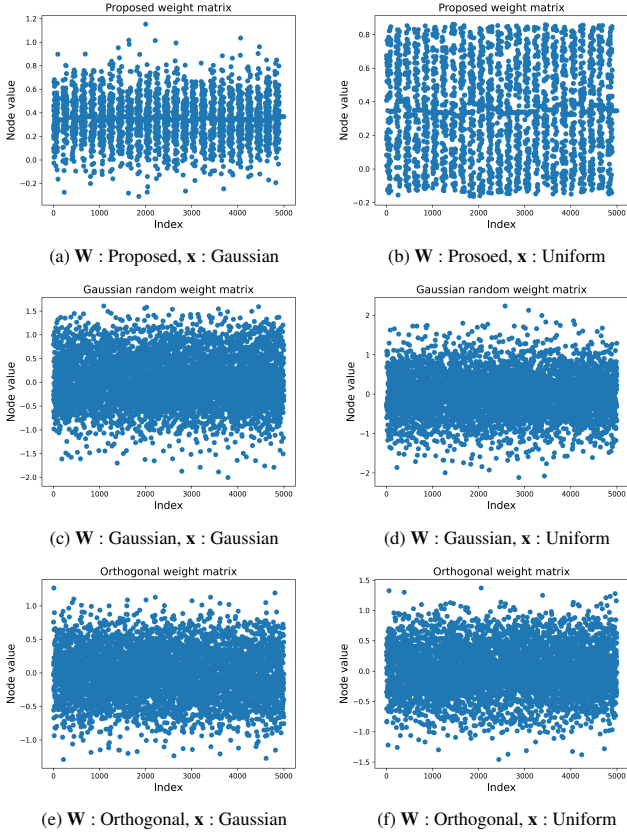 Proposed weight matrix
1.2
1.0
0.8
0.6
0.4
0.2
0.0
−0.2
Node value
0 1000 2000 3000 4000 5000
Index
(a) W : Proposed, x : Gaussian
Proposed weight matrix
0.8
0.6
0.4
0.2
0.0
−0.2
Node value
0 1000 2000 3000 4000 5000
Index
(b) W : Prosoed, x : Uniform
Gaussian random weight matrix
1.5
1.0
0.5
0.0
−0.5
−1.0
−1.5
−2.0
Node value
0 1000 2000 3000 4000 5000
Index
(c) W : Gaussian, x : Gaussian
Gaussian random weight matrix
2
1
0
−1
−2
Node value
0 1000 2000 3000 4000 5000
Index
(d) W : Gaussian, x : Uniform
Orthogonal weight matrix
1.0
0.5
0.0
−0.5
−1.0
Node value
0 1000 2000 3000 4000 5000
Index
(e) W : Orthogonal, x : Gaussian
Orthogonal weight matrix
1.5
1.0
0.5
0.0
−0.5
−1.0
−1.5
Node value
0 1000 2000 3000 4000 5000
Index
(f) W : Orthogonal, x : Uniform